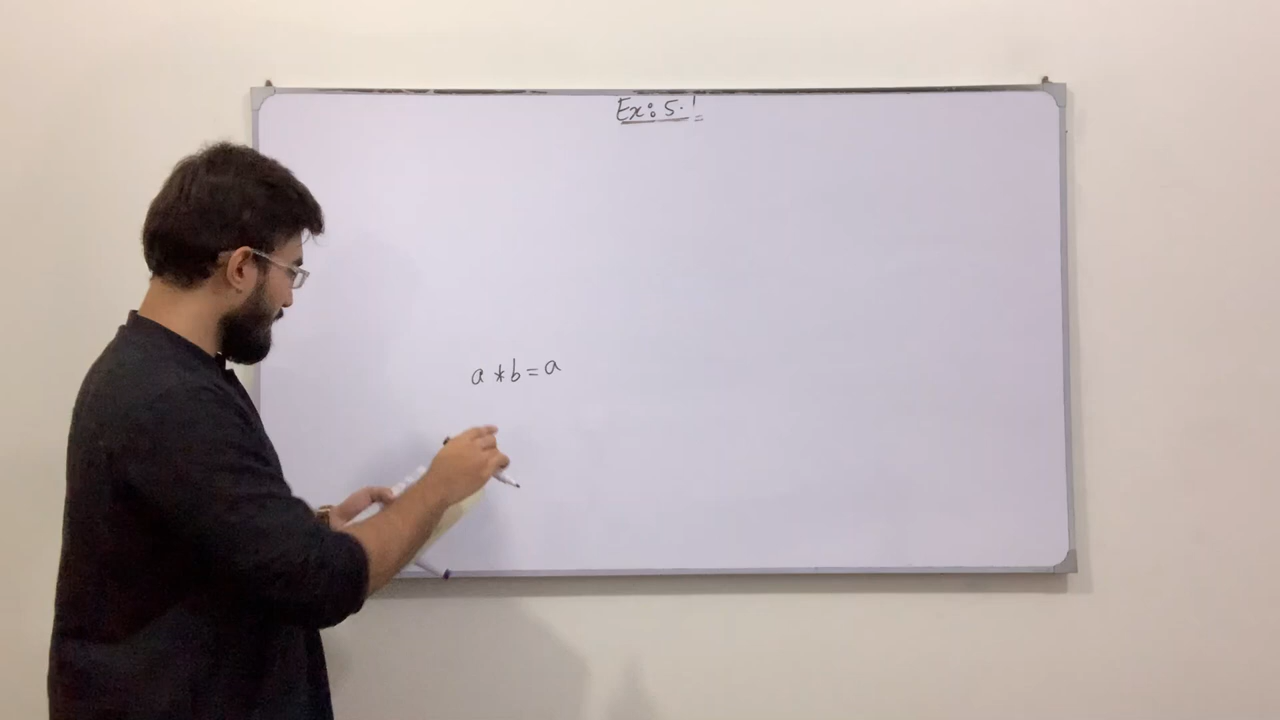 Ex: 5.1
a * b = a